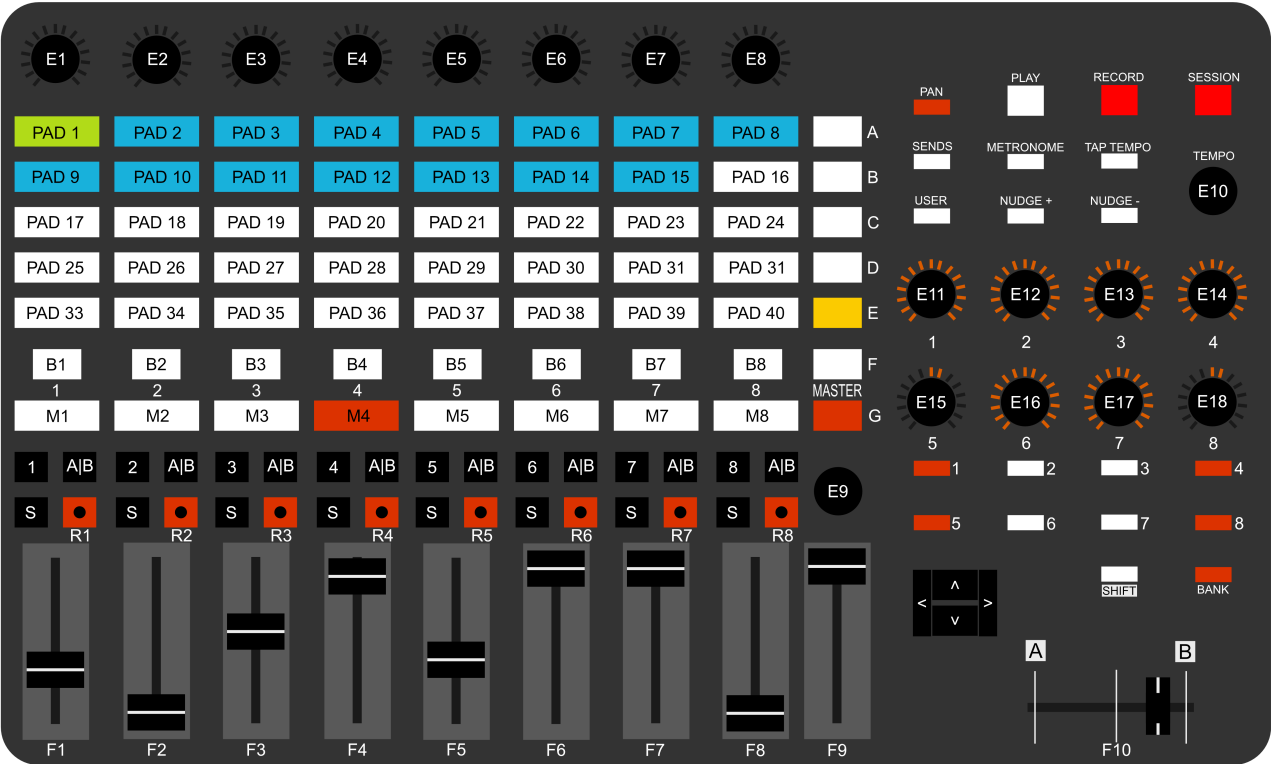 E1 E2 E3 E4 E5 E6 E7 E8
PAN PLAY RECORD SESSION
PAD 1 PAD 2 PAD 3 PAD 4 PAD 5 PAD 6 PAD 7 PAD 8 A
SENDS METRONOME TAP TEMPO TEMPO
PAD 9 PAD 10 PAD 11 PAD 12 PAD 13 PAD 14 PAD 15 PAD 16 B
E10
USER NUDGE + NUDGE -
PAD 17 PAD 18 PAD 19 PAD 20 PAD 21 PAD 22 PAD 23 PAD 24 C
PAD 25 PAD 26 PAD 27 PAD 28 PAD 29 PAD 30 PAD 31 PAD 31 D
E11 E12 E13 E14
PAD 33 PAD 34 PAD 35 PAD 36 PAD 37 PAD 38 PAD 39 PAD 40 E
1 2 3 4
B1 B2 B3 B4 B5 B6 B7 B8 F
1 2 3 4 5 6 7 8 MASTER
E15 E16 E17 E18
M1 M2 M3 M4 M5 M6 M7 M8 G
5 6 7 8
1 A|B 2 A|B 3 A|B 4 A|B 5 A|B 6 A|B 7 A|B 8 A|B
1 2 3 4
E9
S S S S S S S S
5 6 7 8
R1 R2 R3 R4 R5 R6 R7 R8
SHIFT BANK
< ^ v >
A B
F1 F2 F3 F4 F5 F6 F7 F8 F9 F10